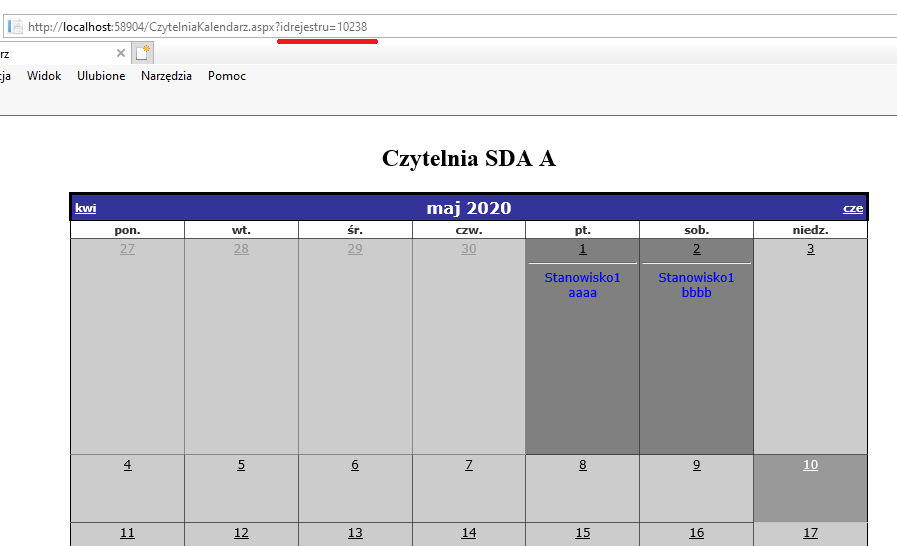 http://localhost:58904/CzytelniaKalendarz.aspx?idrejestru=10238
rz
cja Widok Ulubione Narzędzia Pomoc
Czytelnia SDA A
kwi maj 2020 cze
pon. wt. śr. czw. pt. sob. niedz.
27 28 29 30 1 2 3
Stanowisko1 Stanowisko1
aaaa bbbb
4 5 6 7 8 9 10
11 12 13 14 15 16 17